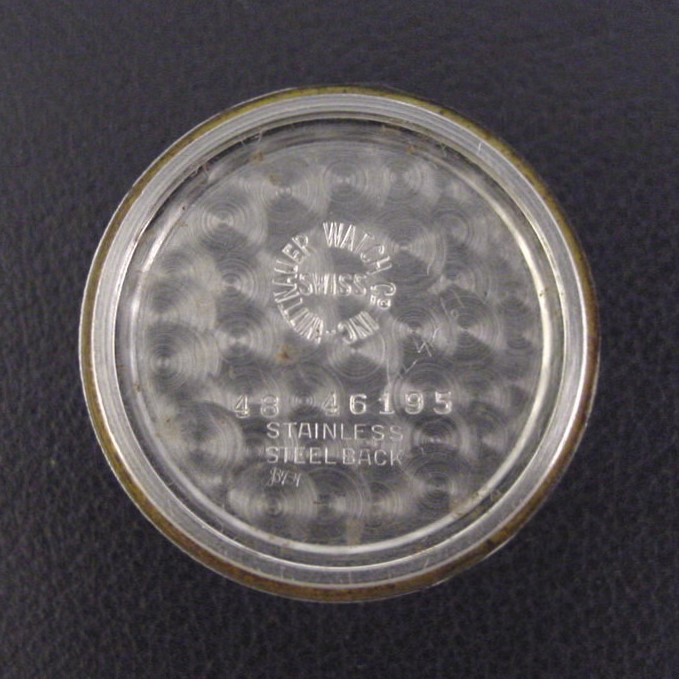 WITTNAUER WATCH Co INC.
SWISS
48 46195
STAINLESS
STEEL BACK